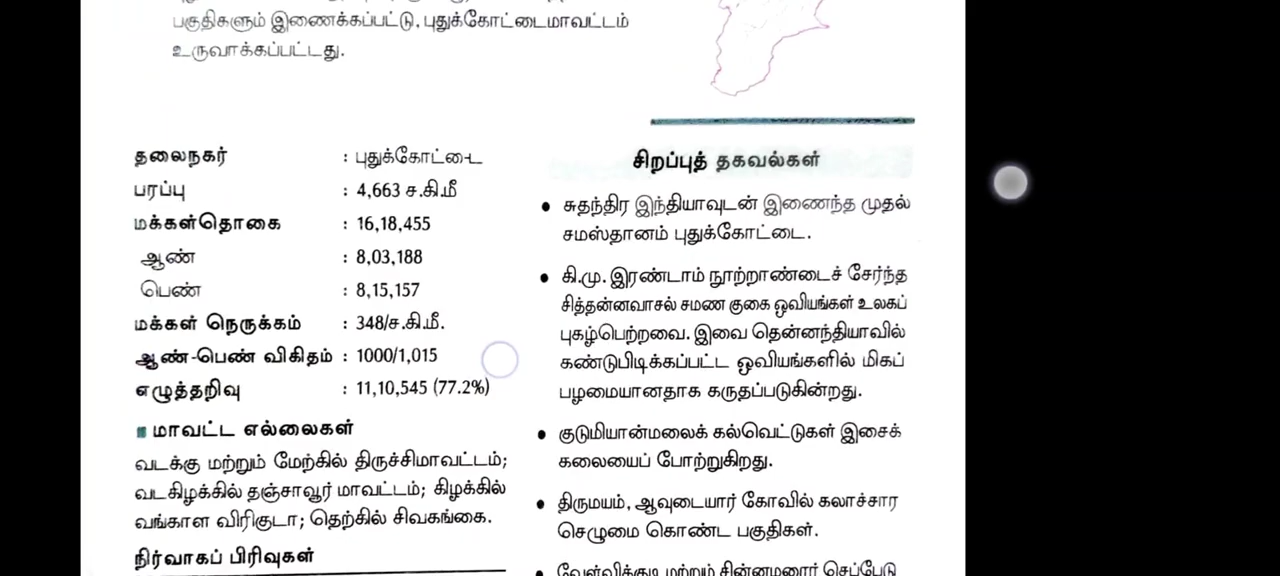 பகுதிகளும் இணைக்கப்பட்டு, புதுக்கோட்டைமாவட்டம்
உருவாக்கப்பட்டது.
தலைநகர் : புதுக்கோட்டை
பரப்பு : 4,663 ச.கி.மீ
மக்கள்தொகை : 16,18,455
ஆண் : 8,03,188
பெண் : 8,15,157
மக்கள் நெருக்கம் : 348/ச.கி.மீ.
ஆண்-பெண் விகிதம் : 1000/1,015
எழுத்தறிவு : 11,10,545 (77.2%)
மாவட்ட எல்லைகள்
வடக்கு மற்றும் மேற்கில் திருச்சிமாவட்டம்;
வடகிழக்கில் தஞ்சாவூர் மாவட்டம்; கிழக்கில்
வங்காள விரிகுடா; தெற்கில் சிவகங்கை.
நிர்வாகப் பிரிவுகள்
சிறப்புத் தகவல்கள்
• சுதந்திர இந்தியாவுடன் இணைந்த முதல்
சமஸ்தானம் புதுக்கோட்டை.
• கி.மு. இரண்டாம் நூற்றாண்டைச் சேர்ந்த
சித்தன்னவாசல் சமண குகை ஒவியங்கள் உலகப்
புகழ்பெற்றவை. இவை தென்னந்தியாவில்
கண்டுபிடிக்கப்பட்ட ஒவியங்களில் மிகப்
பழமையானதாக கருதப்படுகின்றது.
• குடுமியான்மலைக் கல்வெட்டுகள் இசைக்
கலையைப் போற்றுகிறது.
• திருமயம், ஆவுடையார் கோவில் கலாச்சார
செழுமை கொண்ட பகுதிகள்.
• வேள்விக்குடி மற்றும் சின்னமனூர் செப்பேடு